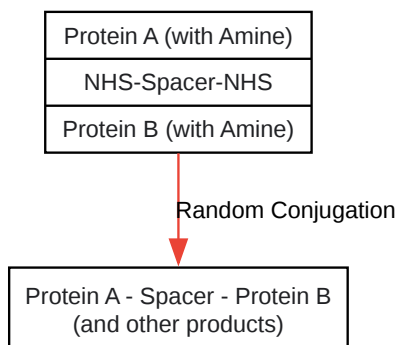 Protein A (with Amine)
NHS-Spacer-NHS
Protein B (with Amine)
Random Conjugation
Protein A - Spacer - Protein B
(and other products)